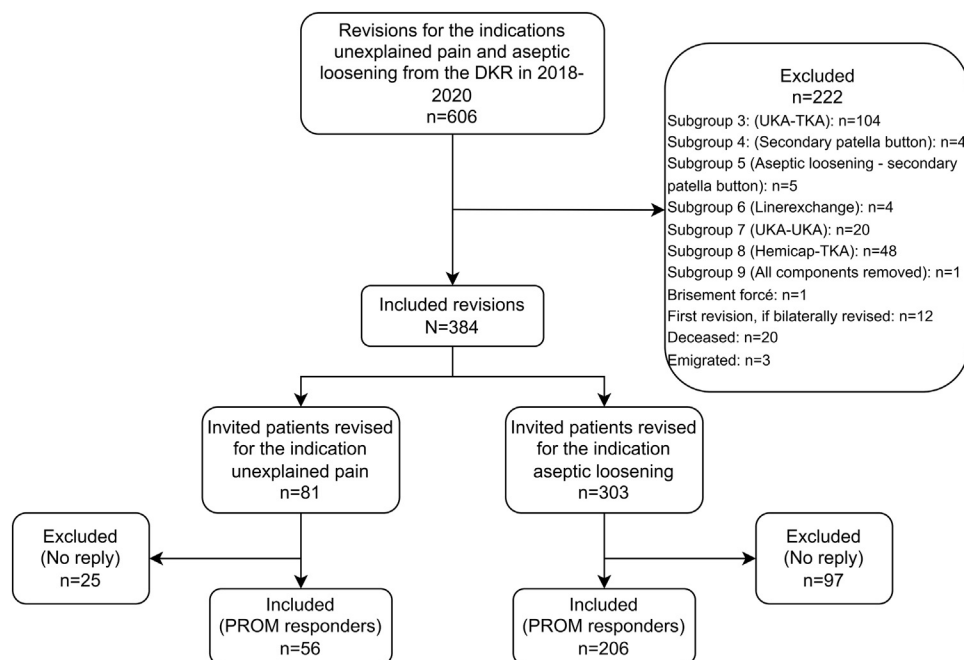 Revisions for the indications
unexplained pain and aseptic
loosening from the DKR in 2018-
2020
n=606
Excluded
n=222
Subgroup 3: (UKA-TKA): n=104
Subgroup 4: (Secondary patella button): n=4
Subgroup 5 (Aseptic loosening - secondary
patella button): n=5
Subgroup 6 (Linerexchange): n=4
Subgroup 7 (UKA-UKA): n=20
Subgroup 8 (Hemicap-TKA): n=48
Subgroup 9 (All components removed): n=1
Brisement forcé: n=1
First revision, if bilaterally revised: n=12
Deceased: n=20
Emigrated: n=3
Included revisions
N=384
Invited patients revised
for the indication
unexplained pain
n=81
Invited patients revised
for the indication
aseptic loosening
n=303
Excluded
(No reply)
n=25
Excluded
(No reply)
n=97
Included
(PROM responders)
n=56
Included
(PROM responders)
n=206